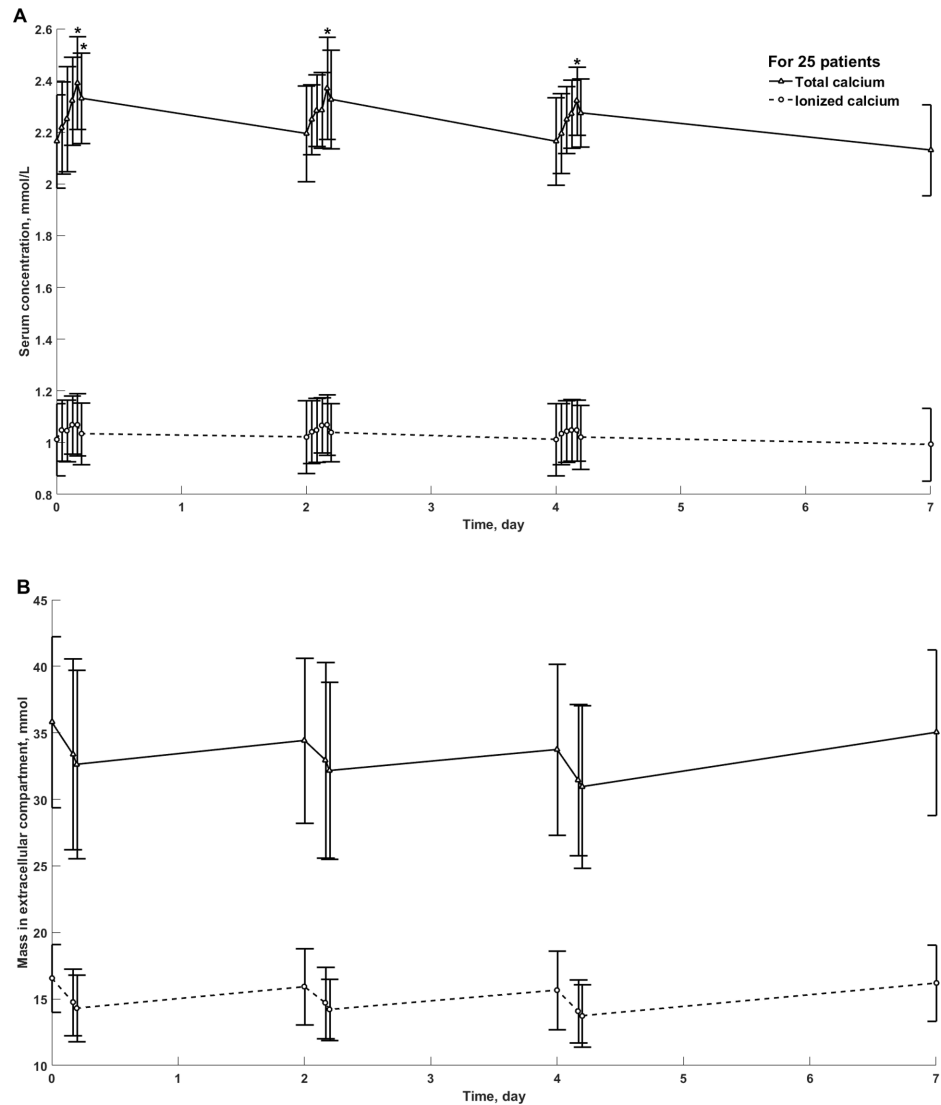 A
For 25 patients
Total calcium
Ionized calcium
* * * *
Serum concentration, mmol/L
2.6
2.4
2.2
2
1.8
1.6
1.4
1.2
1
0.8
0 1 2 3 4 5 6 7
Time, day
B
Mass in extracellular compartment, mmol
45
40
35
30
25
20
15
10
0 1 2 3 4 5 6 7
Time, day